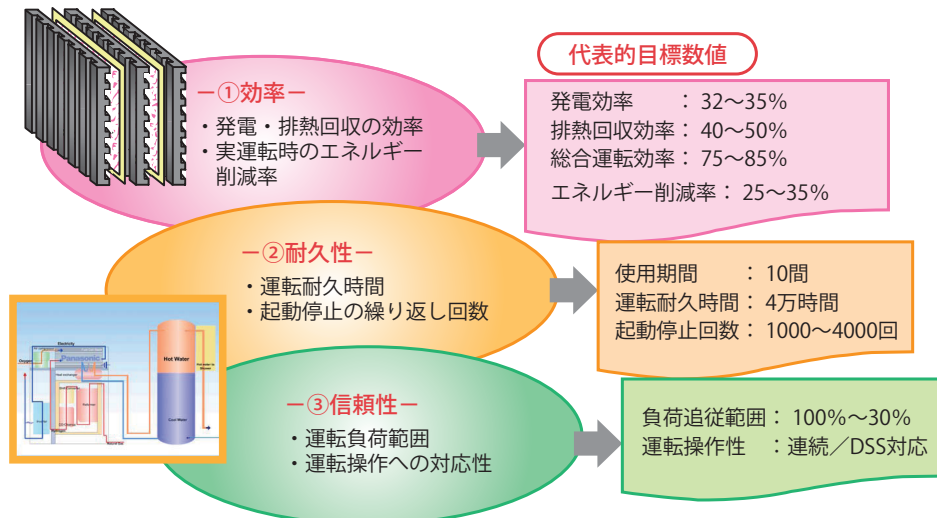 代表的目標数値
－①効率－
・発電・排熱回収の効率
・実運転時のエネルギー
削減率
発電効率　　：32～35%
排熱回収効率：40～50%
総合運転効率：75～85%
エネルギー削減率：25～35%
－②耐久性－
・運転耐久時間
・起動停止の繰り返し回数
使用期間　　：10間
運転耐久時間：4万時間
起動停止回数：1000～4000回
－③信頼性－
・運転負荷範囲
・運転操作への対応性
負荷追従範囲：100%～30%
運転操作性　：連続／DSS対応
Electricity
Oxygen
Panasonic
Hot Water
Cool Water